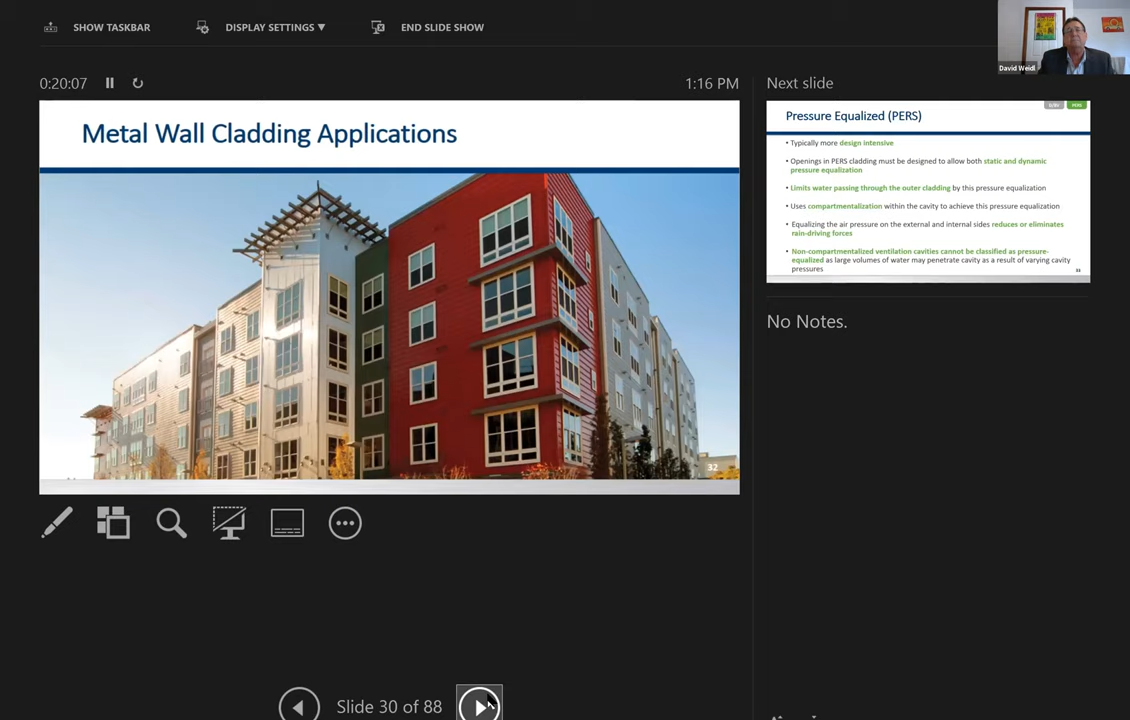 SHOW TASKBAR
DISPLAY SETTINGS ▼
END SLIDE SHOW
David Weidl
0:20:07
1:16 PM
Next slide
Metal Wall Cladding Applications
32
D/BV
PERS
Pressure Equalized (PERS)
• Typically more design intensive
• Openings in PERS cladding must be designed to allow both static and dynamic
pressure equalization
• Limits water passing through the outer cladding by this pressure equalization
• Uses compartmentalization within the cavity to achieve this pressure equalization
• Equalizing the air pressure on the external and internal sides reduces or eliminates
rain-driving forces
• Non-compartmentalized ventilation cavities cannot be classified as pressure-
equalized as large volumes of water may penetrate cavity as a result of varying cavity
pressures
33
No Notes.
Slide 30 of 88